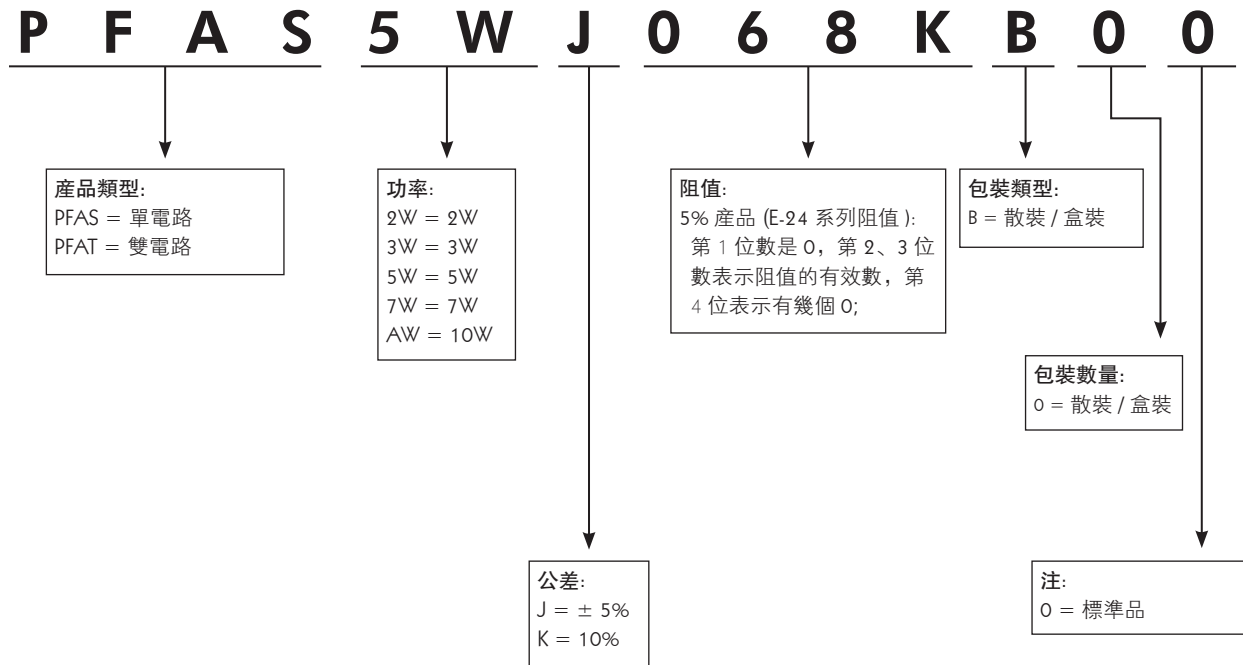 P F A S 5 W J 0 6 8 K B 0 0
産品類型:
PFAS = 單電路
PFAT = 雙電路
功率:
2W = 2W
3W = 3W
5W = 5W
7W = 7W
AW = 10W
阻值:
5% 産品 (E-24 系列阻值 ):
第 1 位數是 0，第 2、3 位
數表示阻值的有效數，第
4 位表示有幾個 0;
包裝類型:
B = 散裝 / 盒裝
包裝數量:
0 = 散裝 / 盒裝
公差:
J = ± 5%
K = 10%
注:
0 = 標準品